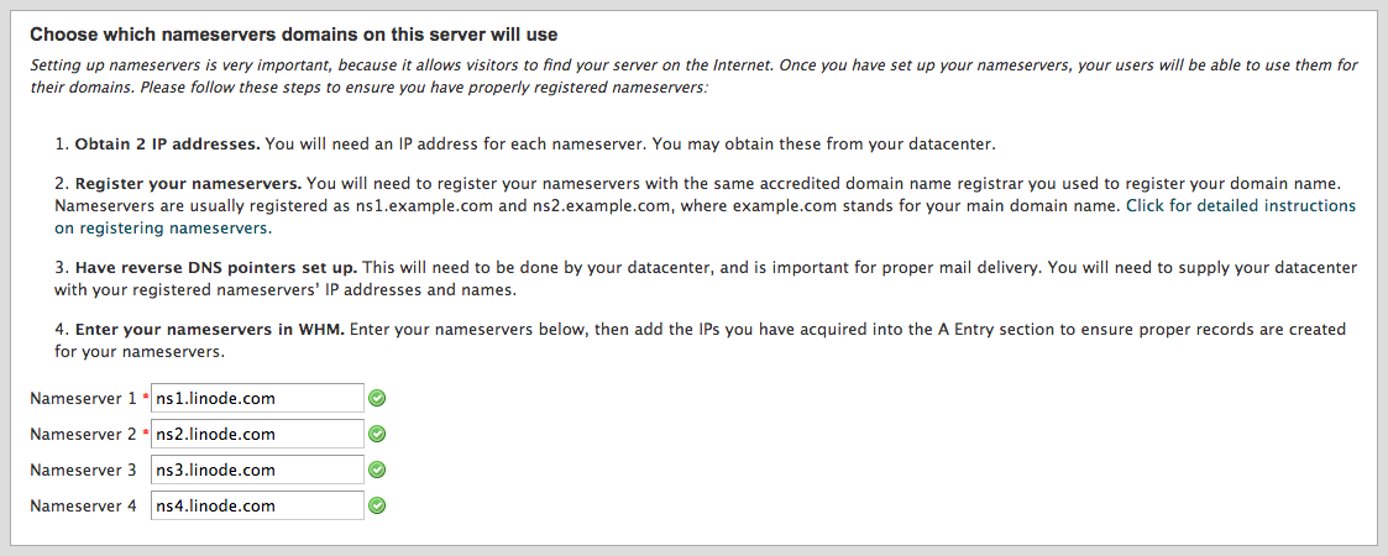 Choose which nameservers domains on this server will use
Setting up nameservers is very important, because it allows visitors to find your server on the Internet. Once you have set up your nameservers, your users will be able to use them for
their domains. Please follow these steps to ensure you have properly registered nameservers:
1. Obtain 2 IP addresses. You will need an IP address for each nameserver. You may obtain these from your datacenter.
2. Register your nameservers. You will need to register your nameservers with the same accredited domain name registrar you used to register your domain name.
Nameservers are usually registered as ns1.example.com and ns2.example.com, where example.com stands for your main domain name. Click for detailed instructions
on registering nameservers.
3. Have reverse DNS pointers set up. This will need to be done by your datacenter, and is important for proper mail delivery. You will need to supply your datacenter
with your registered nameservers’ IP addresses and names.
4. Enter your nameservers in WHM. Enter your nameservers below, then add the IPs you have acquired into the A Entry section to ensure proper records are created
for your nameservers.
Nameserver 1 * ns1.linode.com
Nameserver 2 * ns2.linode.com
Nameserver 3 ns3.linode.com
Nameserver 4 ns4.linode.com